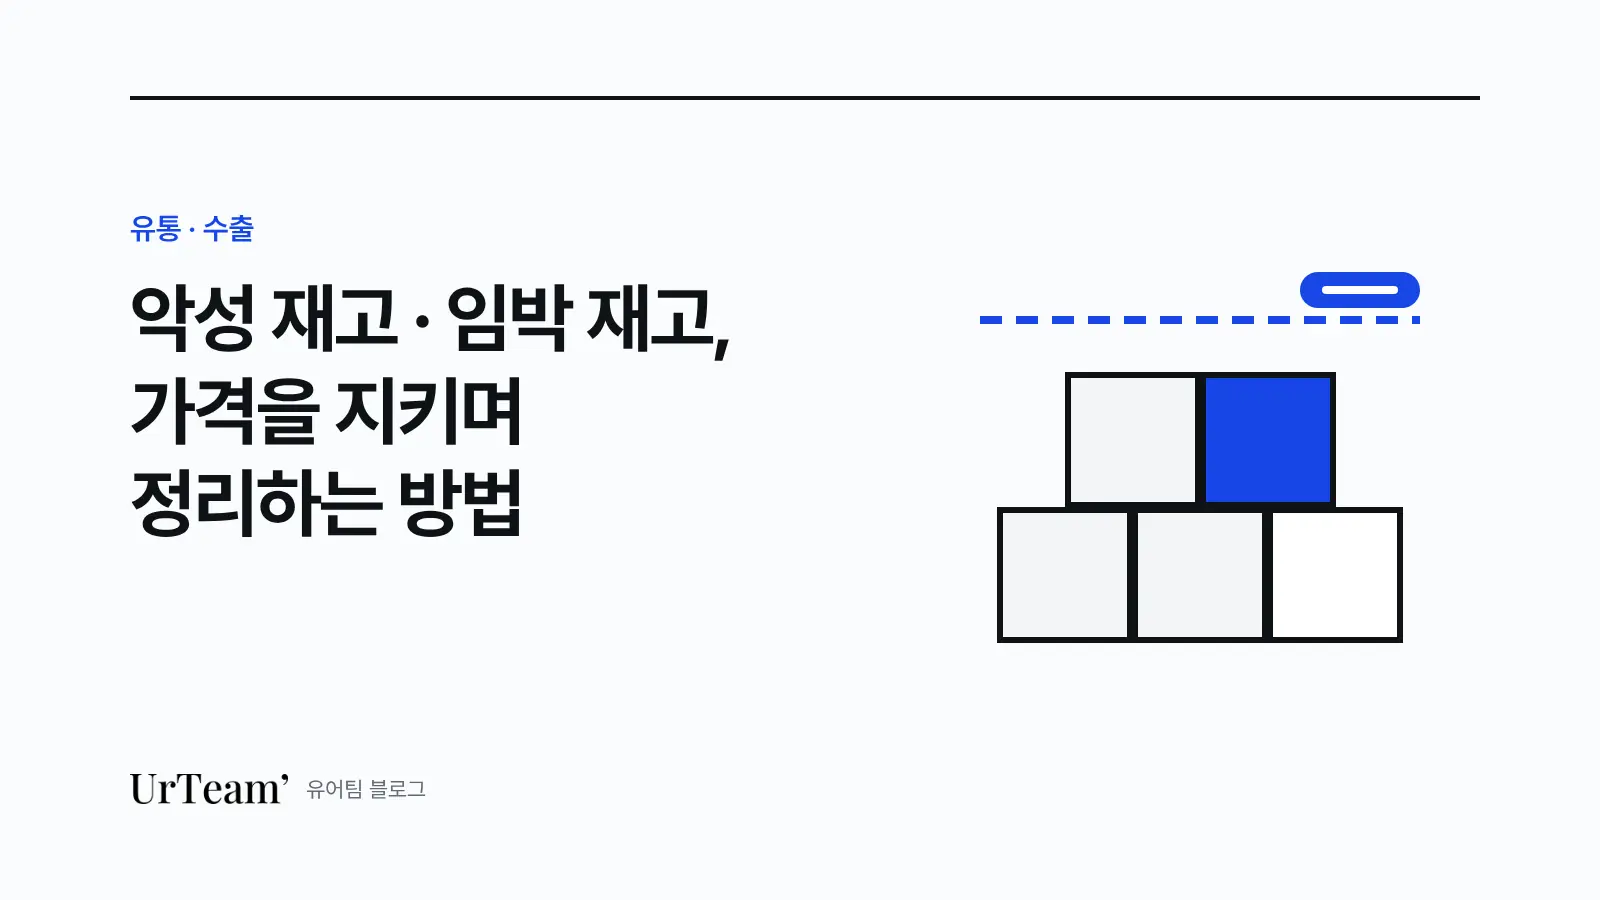 유통 · 수출
악성 재고 · 임박 재고,
가격을 지키며
정리하는 방법
UrTeam’ 유어팀 블로그